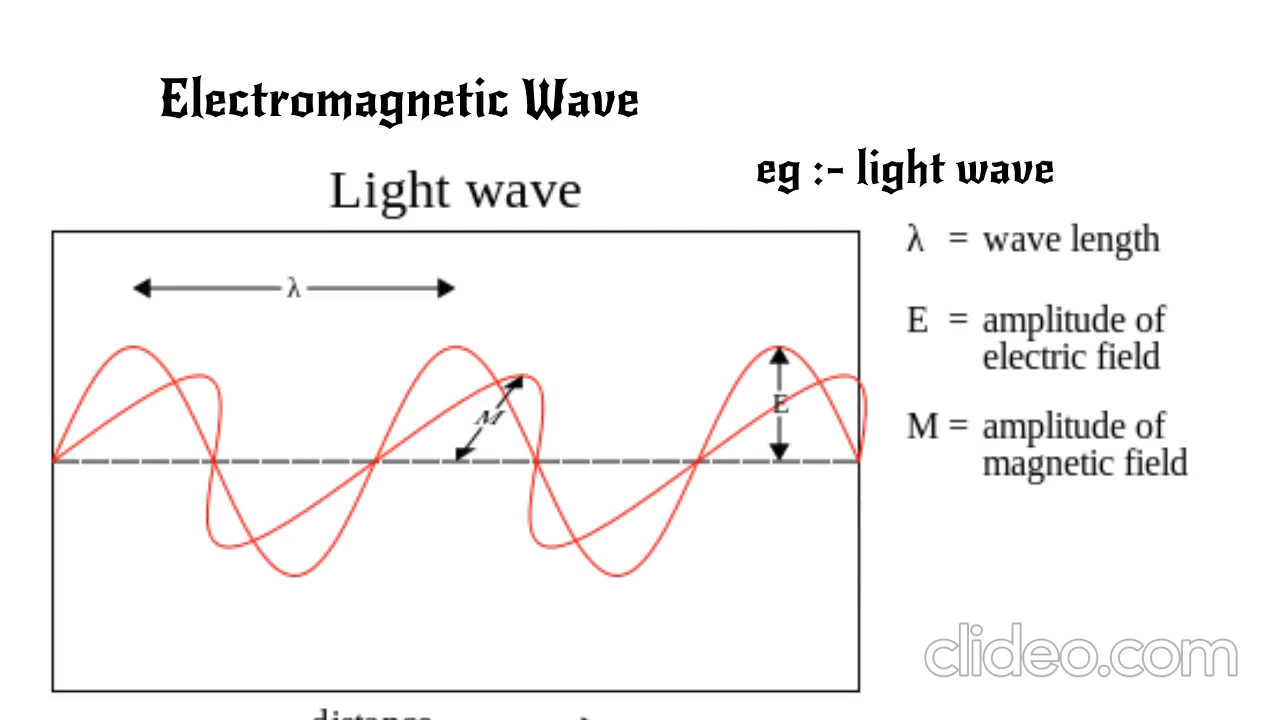 Electromagnetic Wave
eg :- light wave
Light wave
λ = wave length
λ
E = amplitude of
electric field
M
E
M = amplitude of
magnetic field
clideo.com
distance